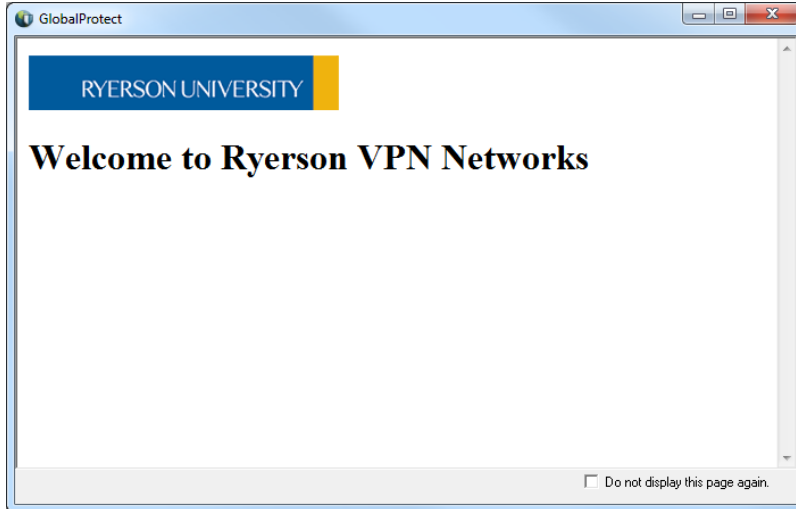 GlobalProtect
RYERSON UNIVERSITY
Welcome to Ryerson VPN Networks
Do not display this page again.